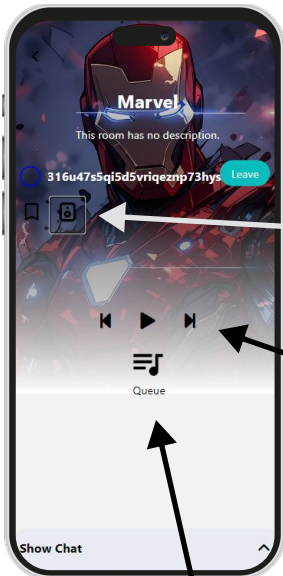 Marvel
This room has no description.
316u47s5qi5d5vriqeznp73hys
Leave
Queue
Show Chat